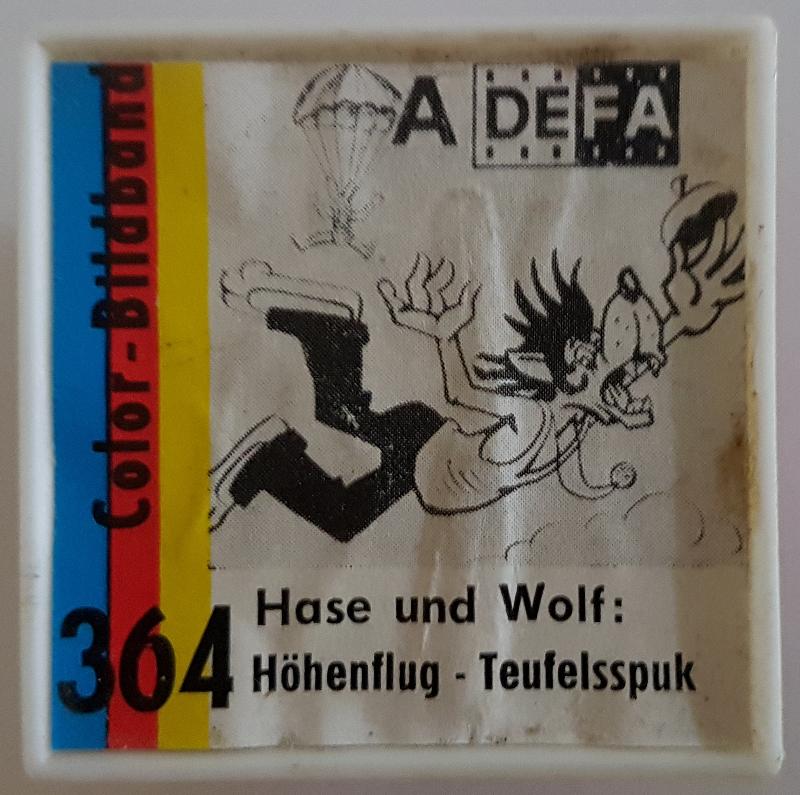 A DEFA
Color-Bildband
364
Hase und Wolf:
Höhenflug - Teufelsspuk